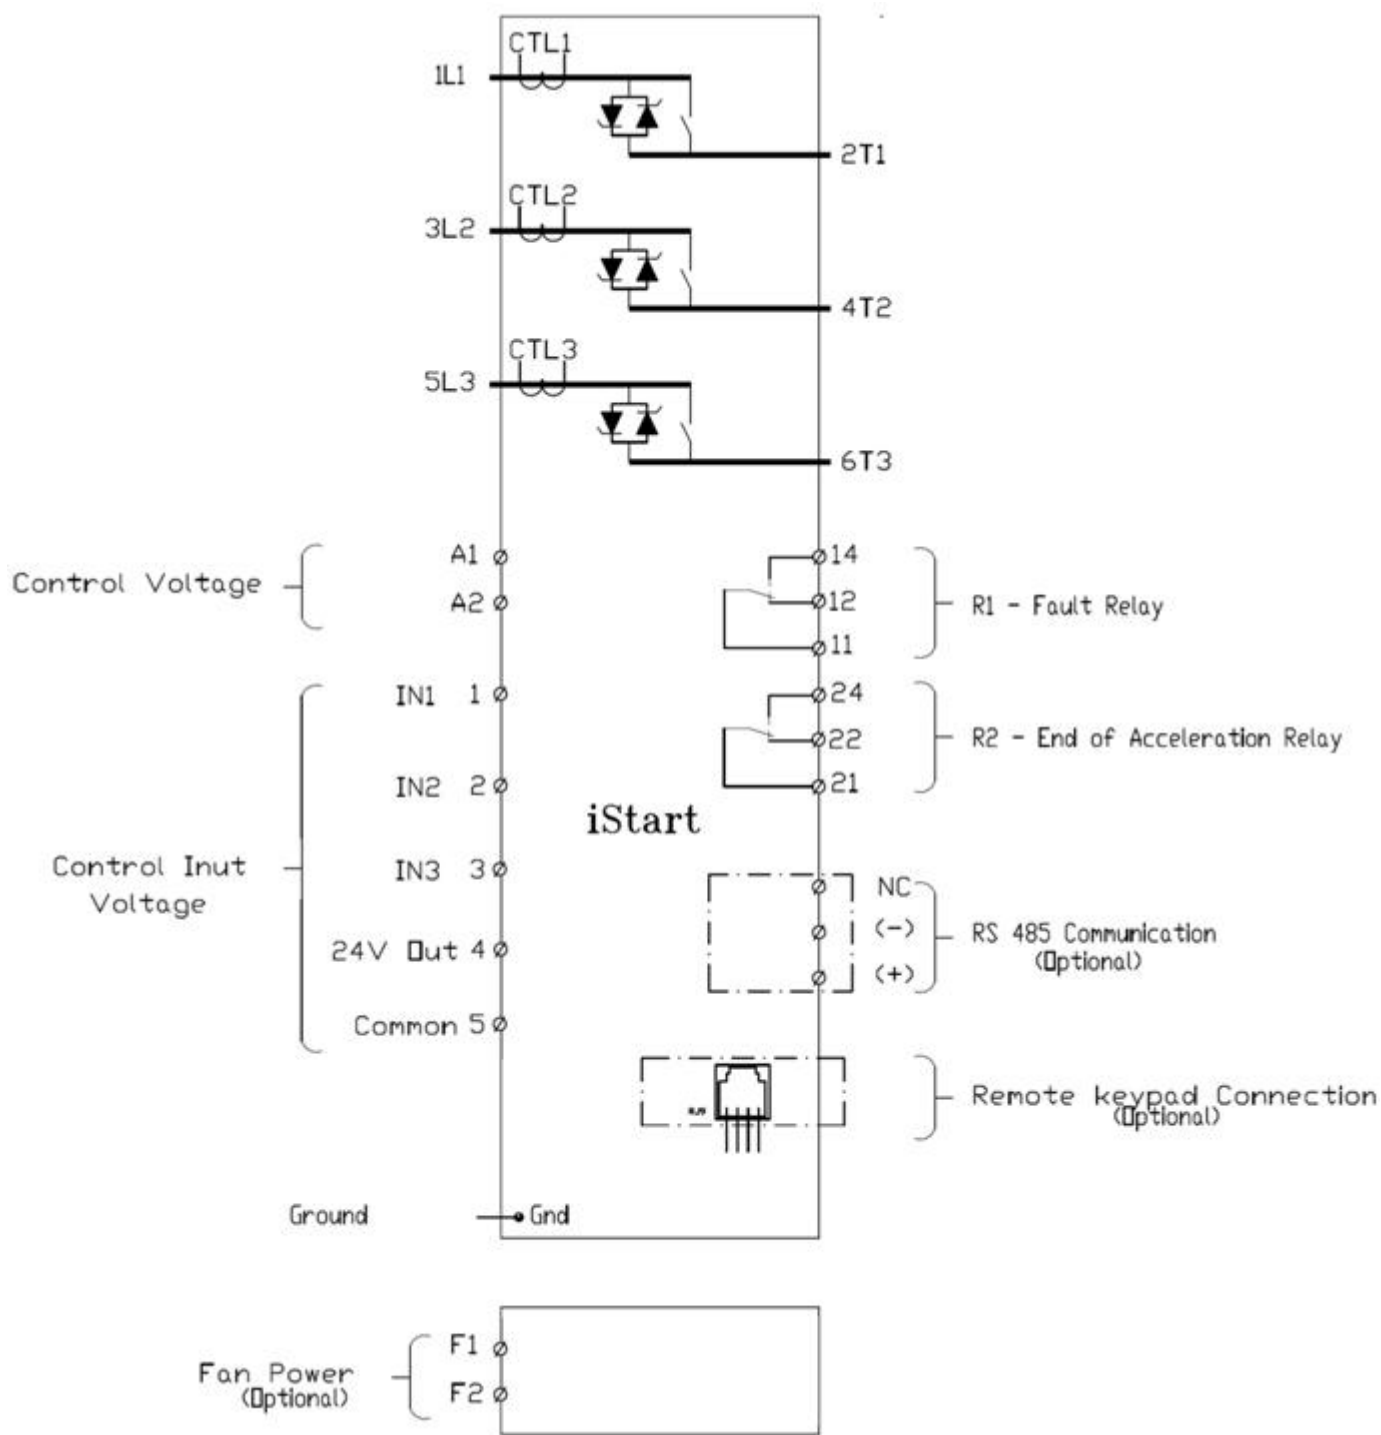 CTL1
1L1
2T1
CTL2
3L2
4T2
CTL3
5L3
6T3
A1
14
Control Voltage
A2
12
R1 - Fault Relay
11
IN1 1
24
22
R2 - End of Acceleration Relay
IN2 2
21
iStart
Control Inut
Voltage
IN3 3
NC
(-)
RS 485 Communication
(Optional)
24V Out 4
(+)
Common 5
Remote keypad Connection
(Optional)
RJ9
Ground
Gnd
F1
Fan Power
(Optional)
F2